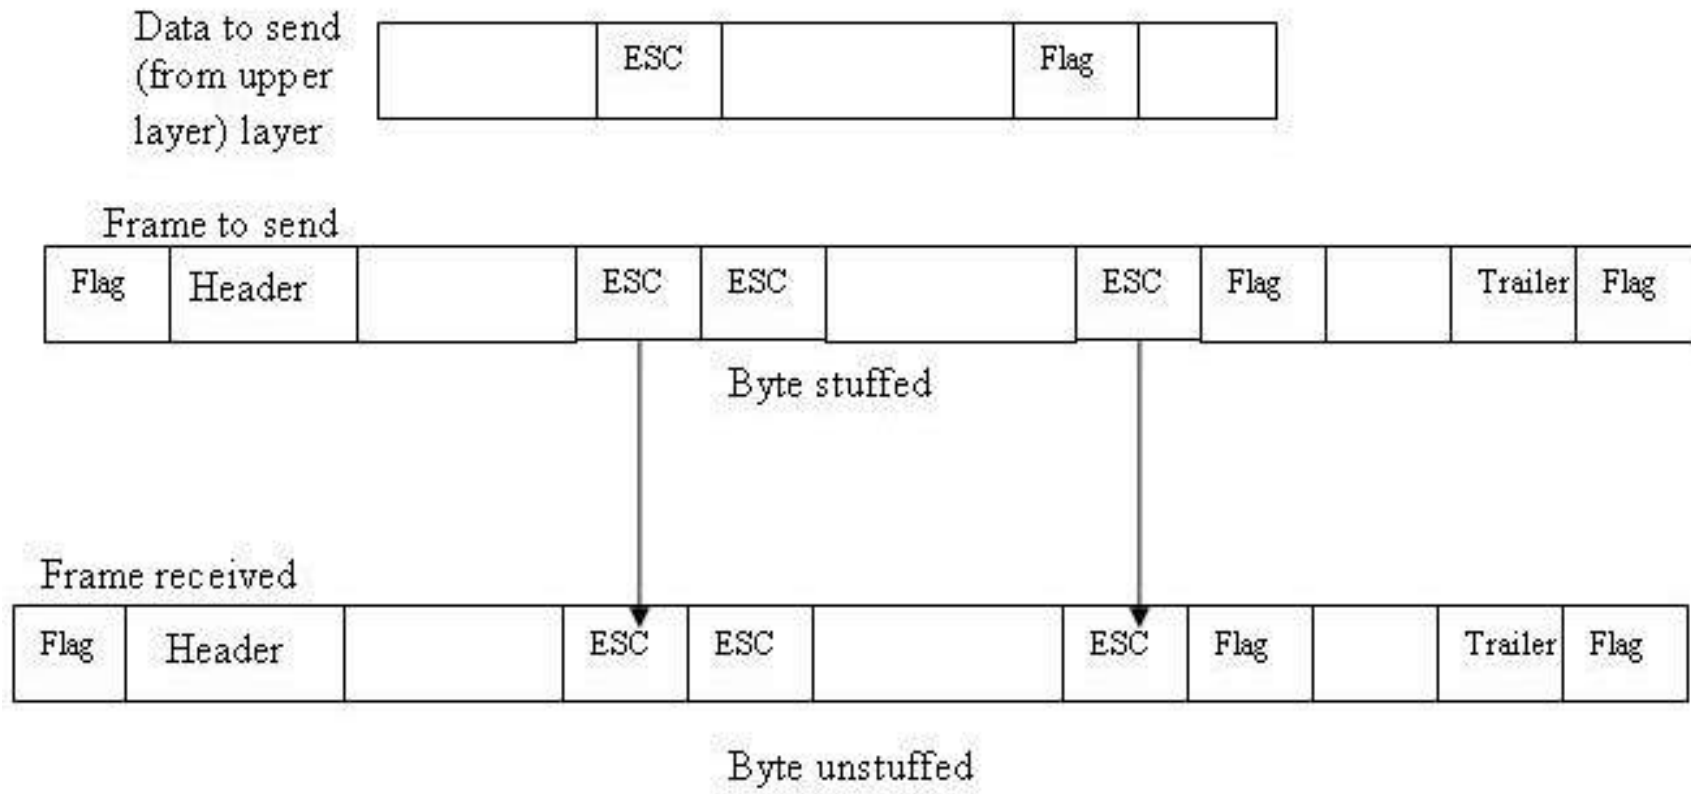 Data to send
(from upper
layer) layer
ESC Flag
Frame to send
Flag Header ESC ESC ESC Flag Trailer Flag
Byte stuffed
Frame received
Flag Header ESC ESC ESC Flag Trailer Flag
Byte unstuffed